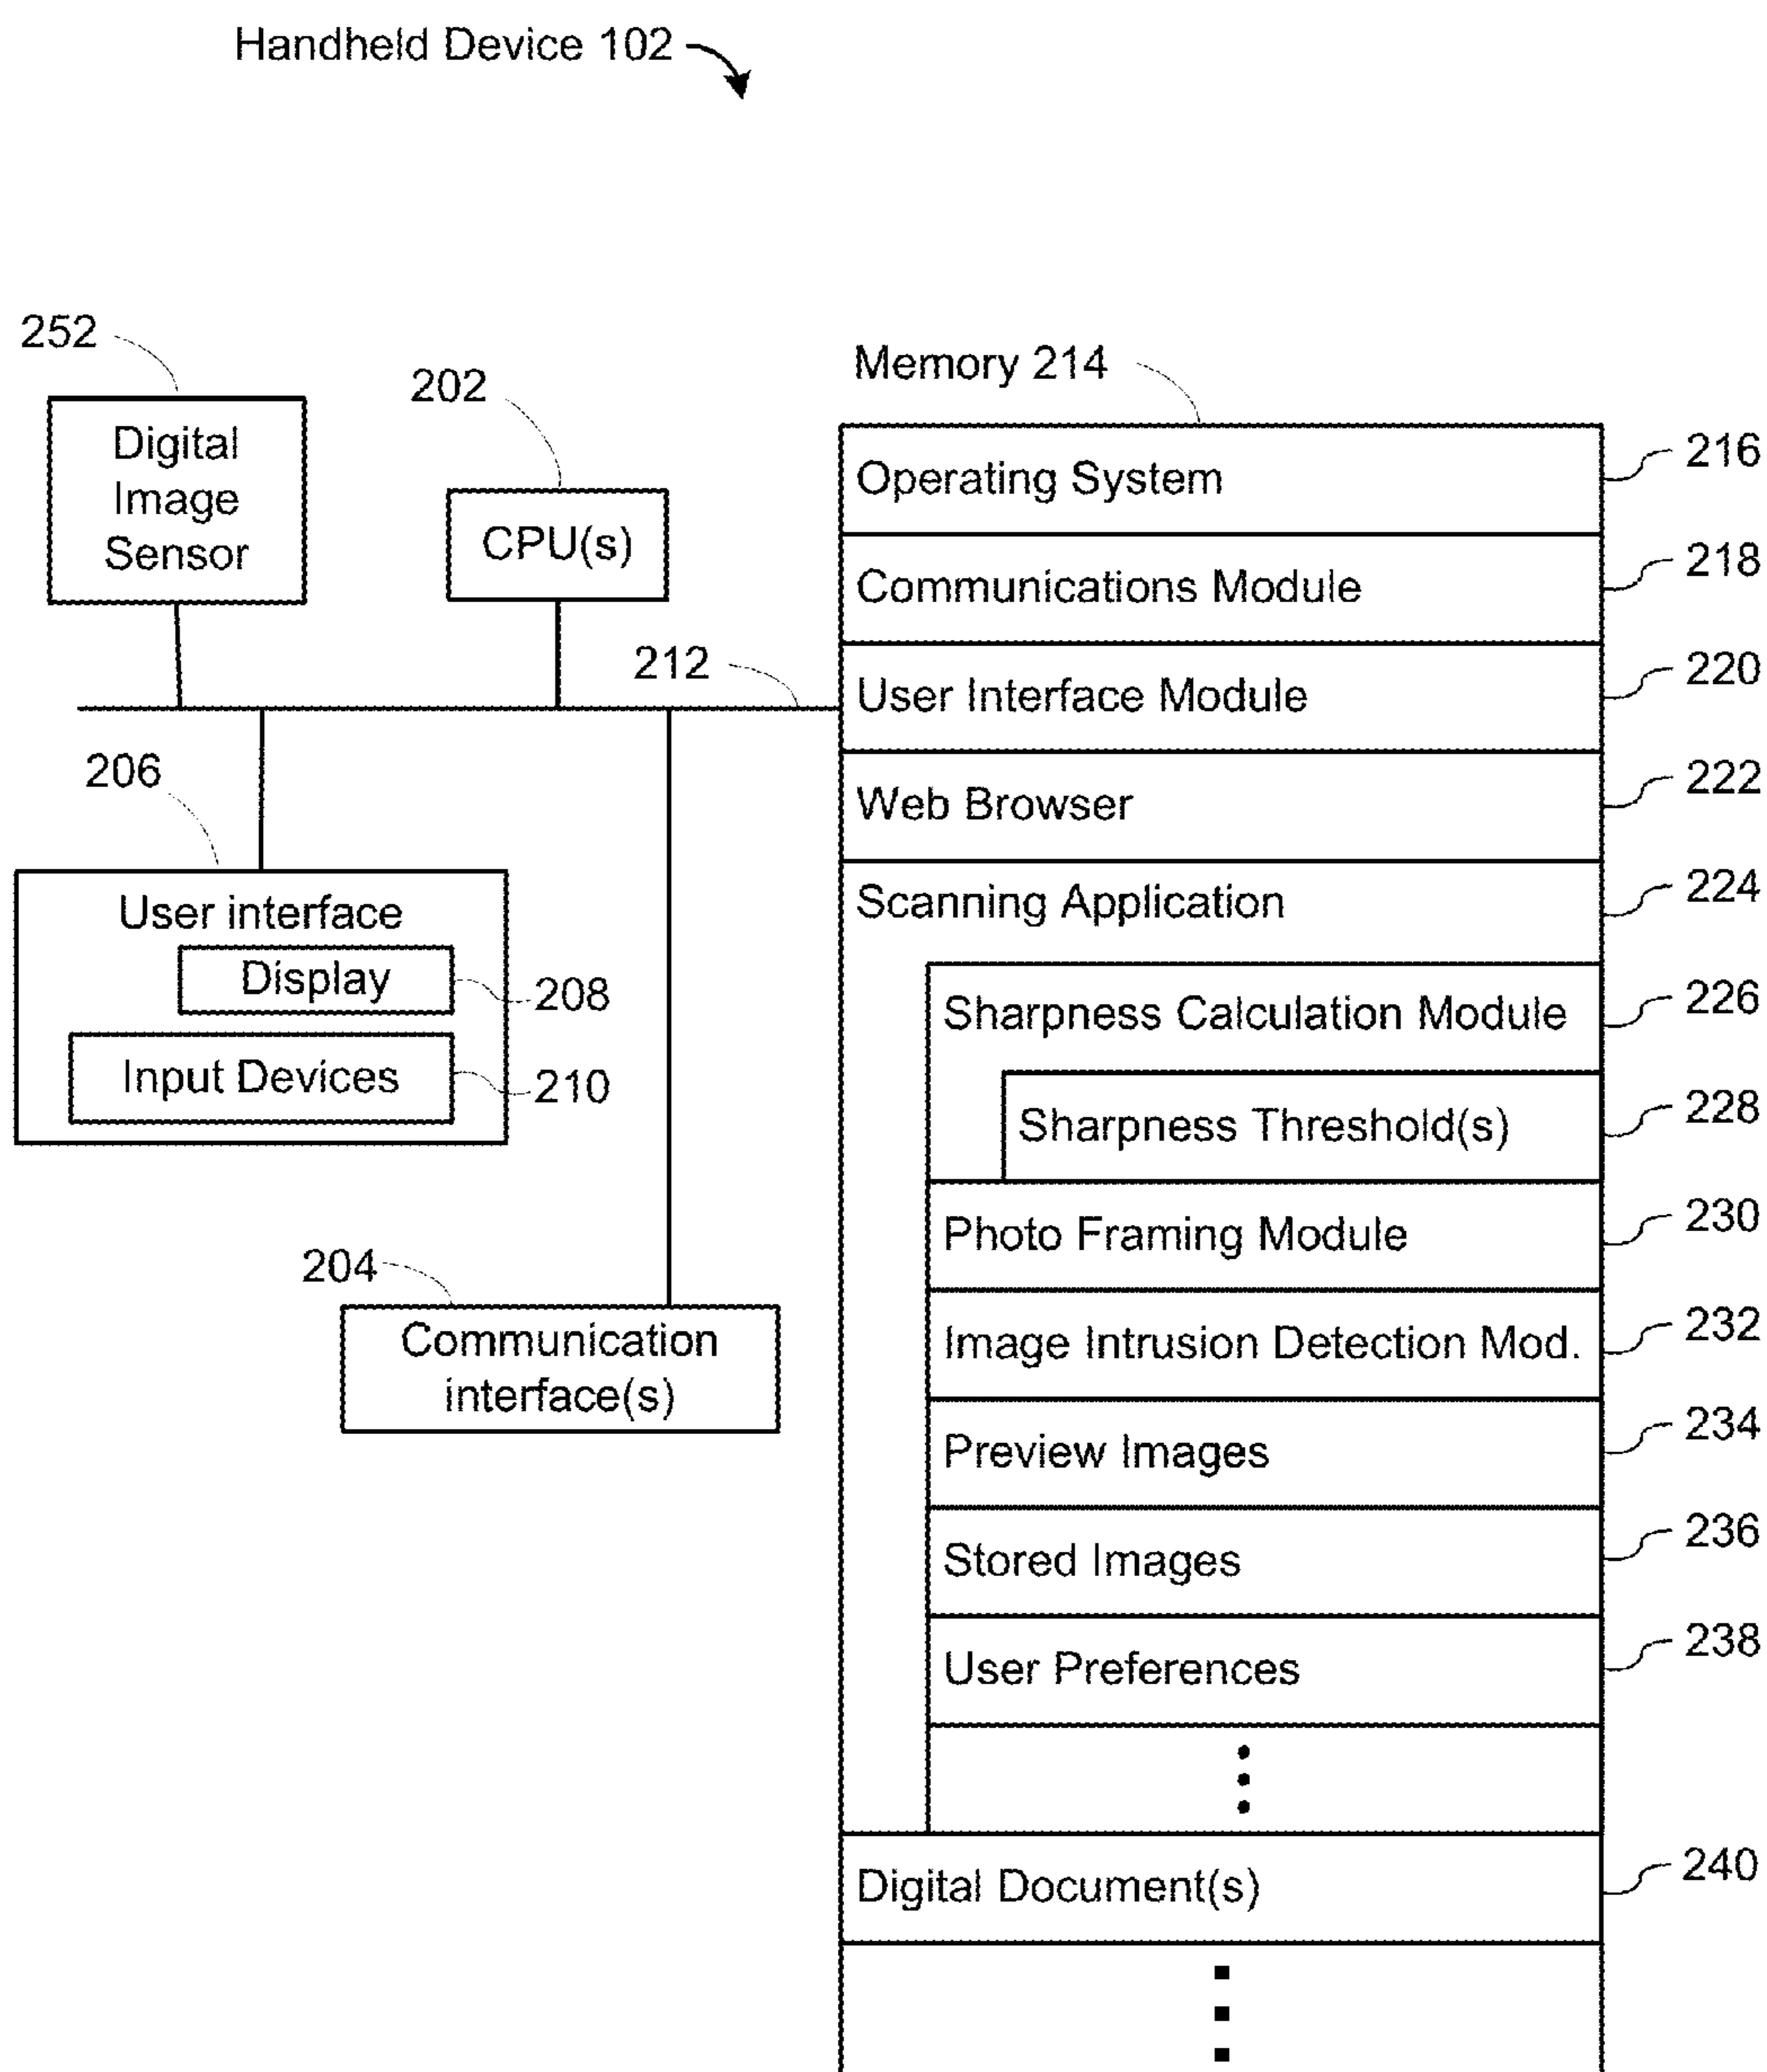 Handheld Device 102
252
Digital
Image
Sensor
202
CPU(s)
212
206
User interface
Display
208
Input Devices
210
204
Communication
interface(s)
Memory 214
Operating System
216
Communications Module
218
User Interface Module
220
Web Browser
222
Scanning Application
224
Sharpness Calculation Module
226
Sharpness Threshold(s)
228
Photo Framing Module
230
Image Intrusion Detection Mod.
232
Preview Images
234
Stored Images
236
User Preferences
238
Digital Document(s)
240